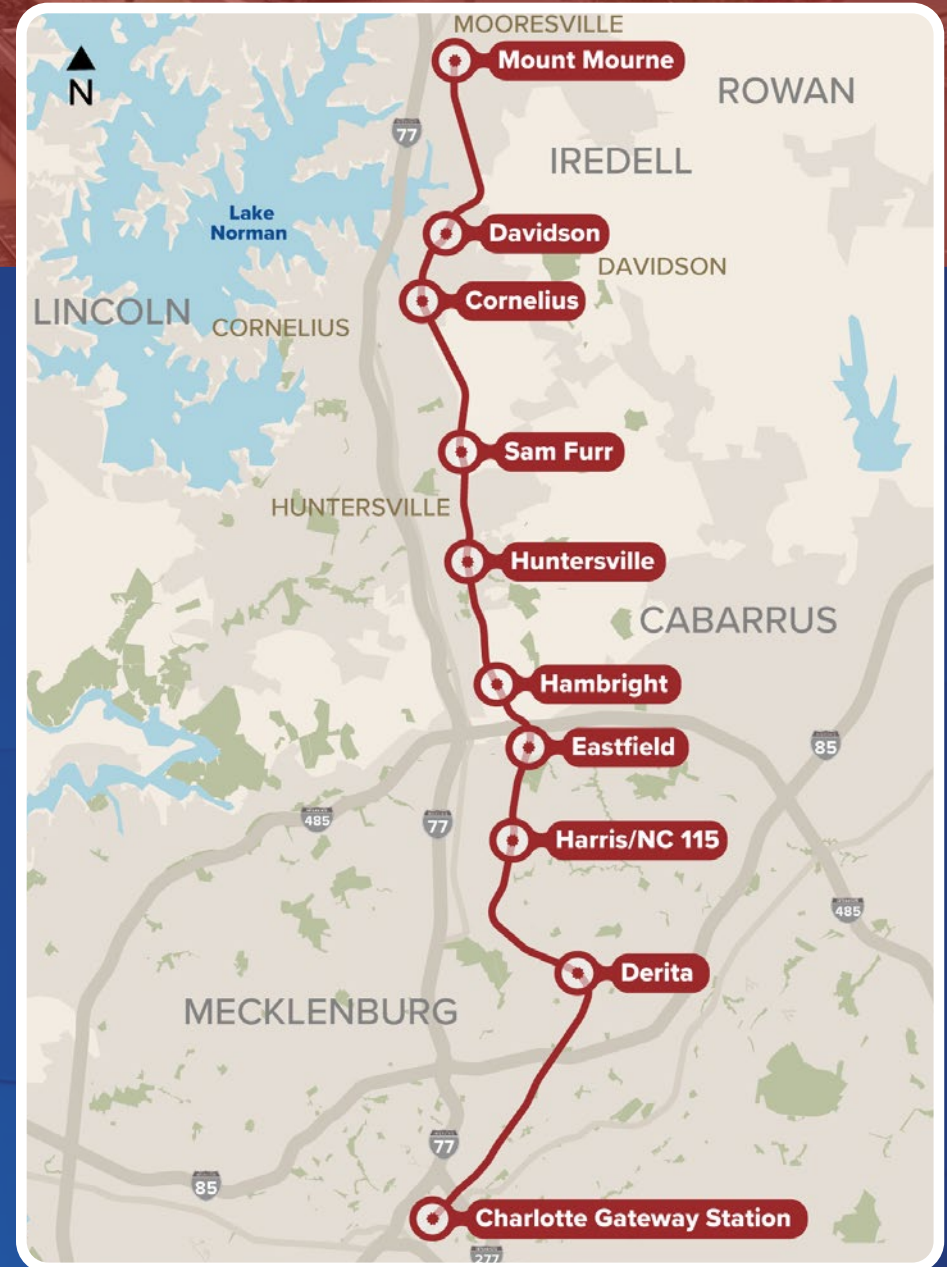 MOORESVILLE
Mount Mourne
N
ROWAN
77
IREDELL
Lake
Norman
Davidson
DAVIDSON
Cornelius
LINCOLN
CORNELIUS
Sam Furr
HUNTERSVILLE
Huntersville
CABARRUS
Hambright
Eastfield
85
485
77
Harris/NC 115
485
Derita
MECKLENBURG
77
85
Charlotte Gateway Station
277